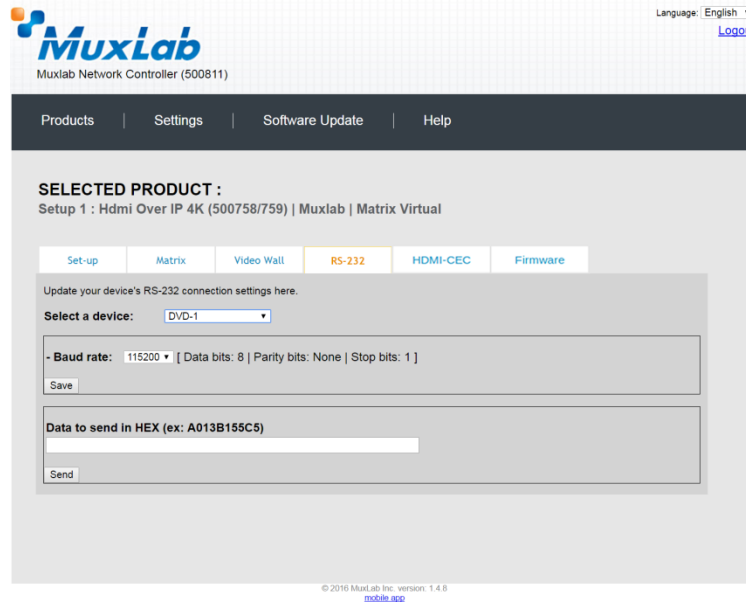 Language: English
Logou
MuxLab
Muxlab Network Controller (500811)
Products | Settings | Software Update | Help
SELECTED PRODUCT :
Setup 1 : Hdmi Over IP 4K (500758/759) | Muxlab | Matrix Virtual
Set-up Matrix Video Wall RS-232 HDMI-CEC Firmware
Update your device's RS-232 connection settings here.
Select a device: DVD-1
- Baud rate: 115200 [ Data bits: 8 | Parity bits: None | Stop bits: 1 ]
Save
Data to send in HEX (ex: A013B155C5)
Send
© 2016 MuxLab Inc. version: 1.4.8
mobile app